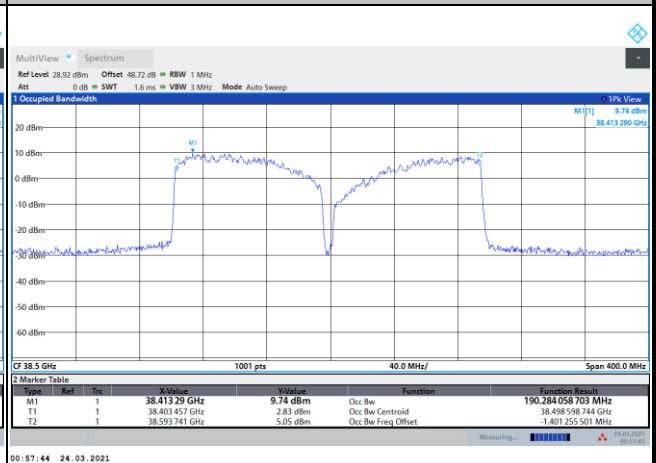 MultiView Spectrum
Ref Level 28.92 dBm Offset 48.72 dB RBW 1 MHz
Att 0 dB SWT 1.6 ms VBW 3 MHz Mode Auto Sweep
1 Occupied Bandwidth 1Pk View
M1[1] 9.74 dBm
38.413 290 GHz
20 dBm
M1
10 dBm
T1 T2
0 dBm
-10 dBm
-20 dBm
-30 dBm
-40 dBm
-50 dBm
-60 dBm
CF 38.5 GHz 1001 pts 40.0 MHz/ Span 400.0 MHz
2 Marker Table
Type Ref Trc X-Value Y-Value Function Function Result
M1 1 38.413 29 GHz 9.74 dBm Occ Bw 190.284 058 703 MHz
T1 1 38.403 457 GHz 2.83 dBm Occ Bw Centroid 38.498 598 744 GHz
T2 1 38.593 741 GHz 5.05 dBm Occ Bw Freq Offset -1.401 255 501 MHz
Measuring... 24.03.2021
00:57:43
00:57:44 24.03.2021